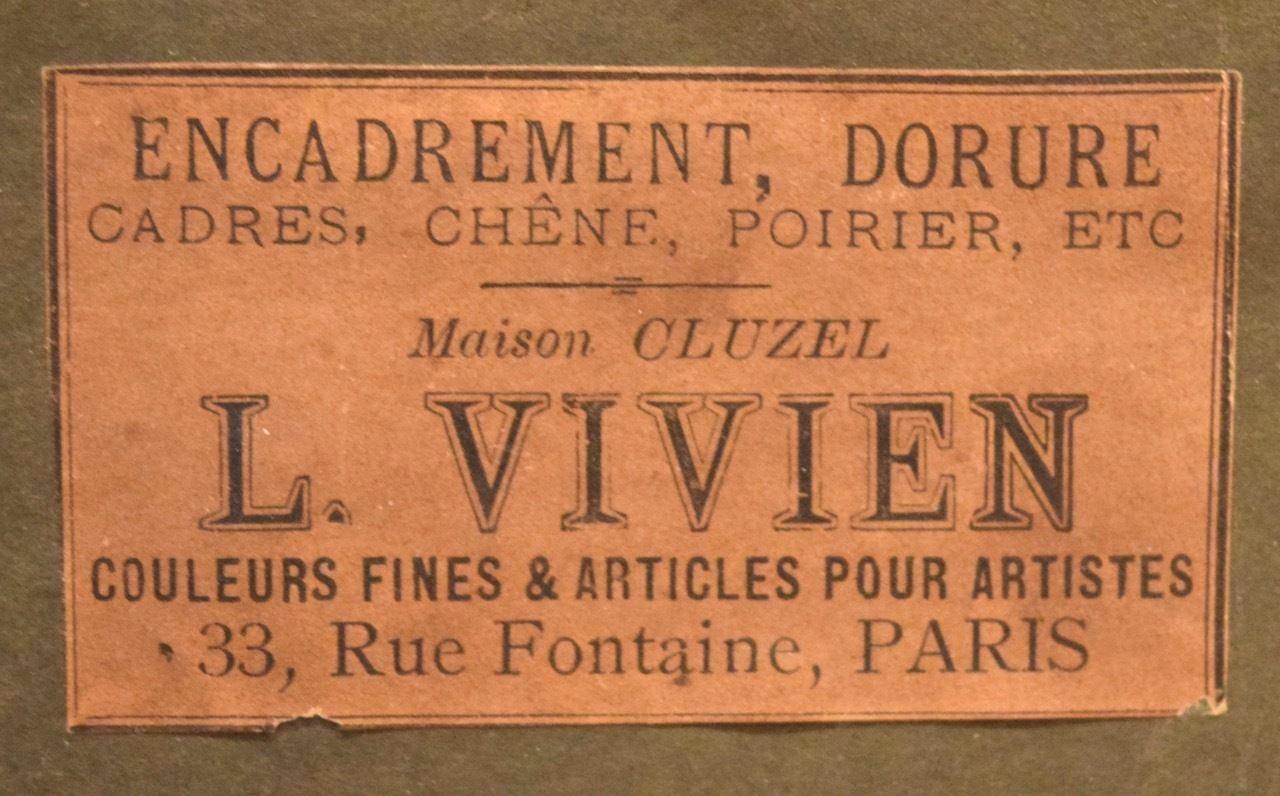 ENCADREMENT, DORURE
CADRES, CHÊNE, POIRIER, ETC
Maison CLUZEL
L. VIVIEN
COULEURS FINES & ARTICLES POUR ARTISTES
33, Rue Fontaine, PARIS